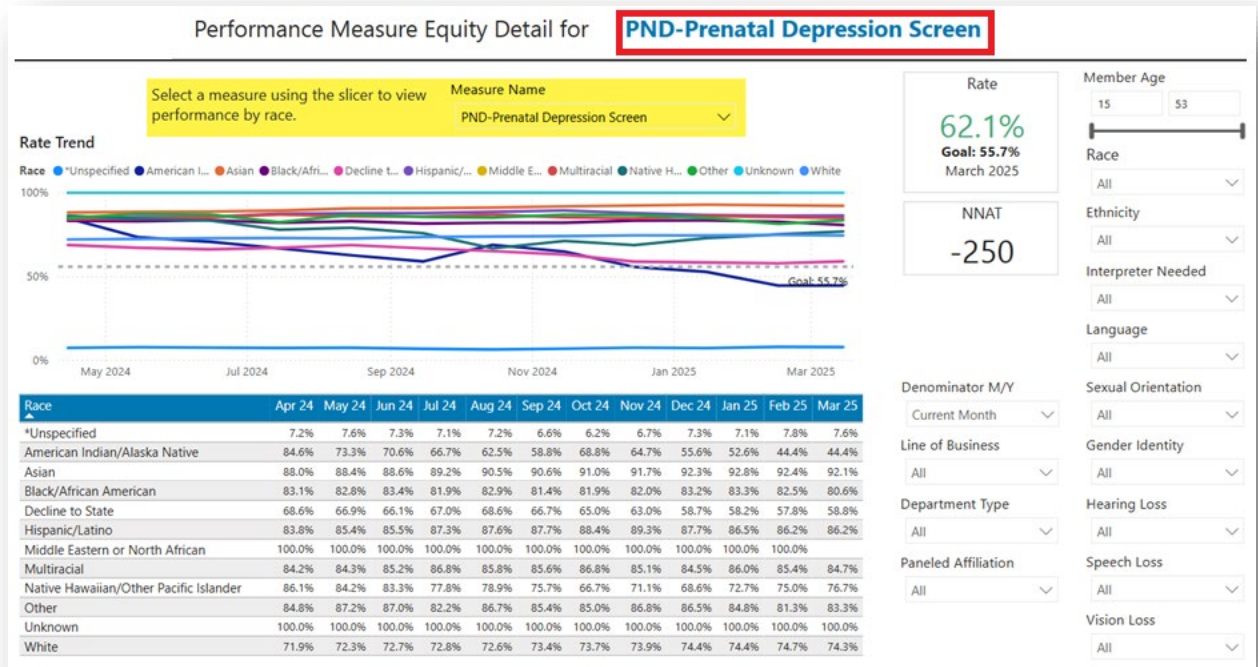 Performance Measure Equity Detail for PND-Prenatal Depression Screen
Select a measure using the slicer to view
performance by race.
Measure Name
PND-Prenatal Depression Screen
Rate Trend
Race *Unspecified American I... Asian Black/Afri... Decline t... Hispanic/... Middle E... Multiracial Native H... Other Unknown White
100%
50%
0%
Goal: 55.7%
May 2024 Jul 2024 Sep 2024 Nov 2024 Jan 2025 Mar 2025
Race Apr 24 May 24 Jun 24 Jul 24 Aug 24 Sep 24 Oct 24 Nov 24 Dec 24 Jan 25 Feb 25 Mar 25
*Unspecified 7.2% 7.6% 7.3% 7.1% 7.2% 6.6% 6.2% 6.7% 7.3% 7.1% 7.8% 7.6%
American Indian/Alaska Native 84.6% 73.3% 70.6% 66.7% 62.5% 58.8% 68.8% 64.7% 55.6% 52.6% 44.4% 44.4%
Asian 88.0% 88.4% 88.6% 89.2% 90.5% 90.6% 91.0% 91.7% 92.3% 92.8% 92.4% 92.1%
Black/African American 83.1% 82.8% 83.4% 81.9% 82.9% 81.4% 81.9% 82.0% 83.2% 83.3% 82.5% 80.6%
Decline to State 68.6% 66.9% 66.1% 67.0% 68.6% 66.7% 65.0% 63.0% 58.7% 58.2% 57.8% 58.8%
Hispanic/Latino 83.8% 85.4% 85.5% 87.3% 87.6% 87.7% 88.4% 89.3% 87.7% 86.5% 86.2% 86.2%
Middle Eastern or North African 100.0% 100.0% 100.0% 100.0% 100.0% 100.0% 100.0% 100.0% 100.0% 100.0% 100.0%
Multiracial 84.2% 84.3% 85.2% 86.8% 85.8% 85.6% 86.8% 85.1% 84.5% 86.0% 85.4% 84.7%
Native Hawaiian/Other Pacific Islander 86.1% 84.2% 83.3% 77.8% 78.9% 75.7% 66.7% 71.1% 68.6% 72.7% 75.0% 76.7%
Other 84.8% 87.2% 87.0% 82.2% 86.7% 85.4% 85.0% 86.8% 86.5% 84.8% 81.3% 83.3%
Unknown 100.0% 100.0% 100.0% 100.0% 100.0% 100.0% 100.0% 100.0% 100.0% 100.0% 100.0% 100.0%
White 71.9% 72.3% 72.7% 72.8% 72.6% 73.4% 73.7% 73.9% 74.4% 74.4% 74.7% 74.3%
Rate
62.1%
Goal: 55.7%
March 2025
NNAT
-250
Denominator M/Y
Current Month
Line of Business
All
Department Type
All
Paneled Affiliation
All
Member Age
15 53
Race
All
Ethnicity
All
Interpreter Needed
All
Language
All
Sexual Orientation
All
Gender Identity
All
Hearing Loss
All
Speech Loss
All
Vision Loss
All